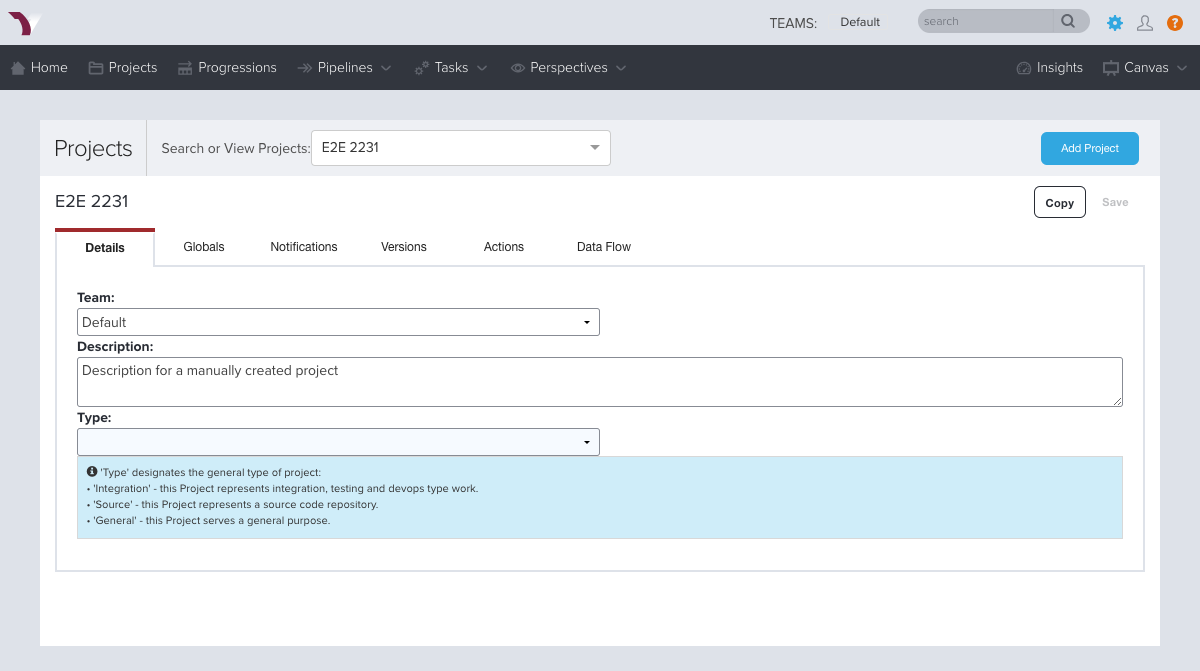 TEAMS: Default search ?
Home Projects Progressions Pipelines Tasks Perspectives Insights Canvas
Projects Search or View Projects: E2E 2231 Add Project
E2E 2231 Copy Save
Details Globals Notifications Versions Actions Data Flow
Team:
Default
Description:
Description for a manually created project
Type:
'Type' designates the general type of project:
• 'Integration' - this Project represents integration, testing and devops type work.
• 'Source' - this Project represents a source code repository.
• 'General' - this Project serves a general purpose.